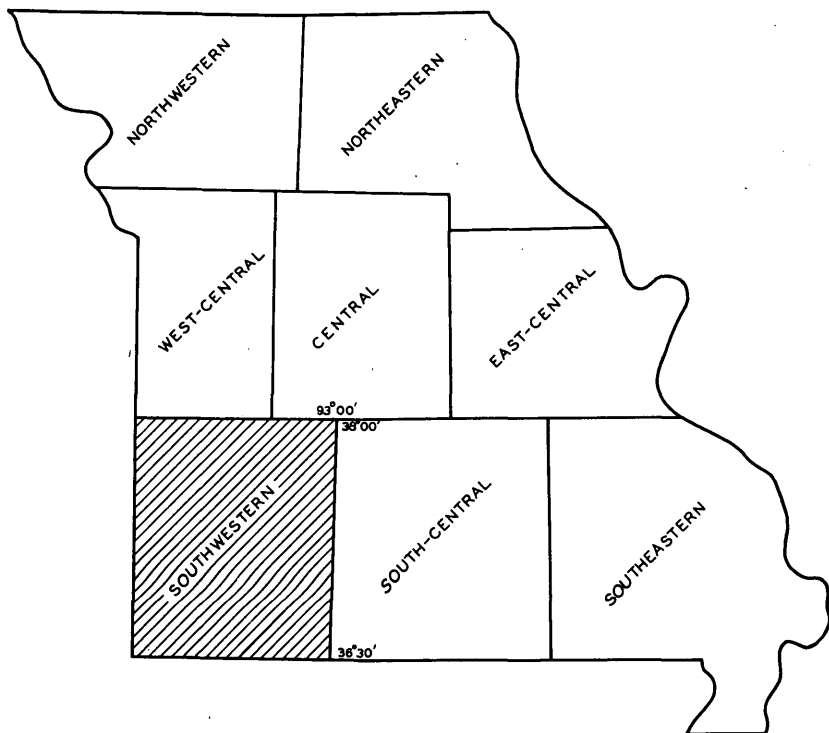 NORTHWESTERN
NORTHEASTERN
WEST-CENTRAL
CENTRAL
EAST-CENTRAL
93°00'
38°00'
SOUTHWESTERN
SOUTH-CENTRAL
SOUTHEASTERN
36°30'